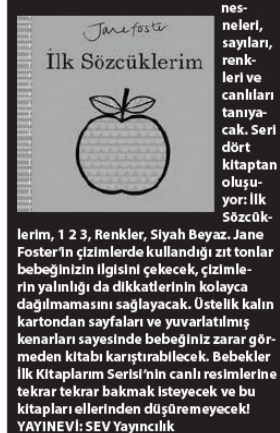 nes-
neleri,
sayıları,
renk-
leri ve
canlıları
tanıya-
cak. Seri
dört
kitaptan
oluşu-
yor: İlk
Sözcük-
Jane Foster
İlk Sözcüklerim
lerim, 1 2 3, Renkler, Siyah Beyaz. Jane
Foster'in çizimlerde kullandığı zıt tonlar
bebeğinizin ilgisini çekecek, çizimle-
rin yalınlığı da dikkatlerinin kolayca
dağılmamasını sağlayacak. Üstelik kalın
kartondan sayfaları ve yuvarlatılmış
kenarları sayesinde bebeğiniz zarar gör-
meden kitabı karıştırabilecek. Bebekler
İlk Kitaplarım Serisi'nin canlı resimlerine
tekrar tekrar bakmak isteyecek ve bu
kitapları ellerinden düşüremeyecek!
YAYINEVİ: SEV Yayıncılık